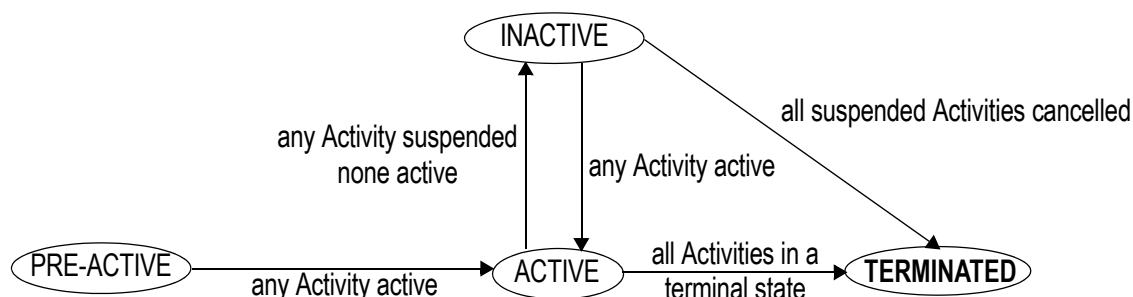 INACTIVE
all suspended Activities cancelled
any Activity suspended
none active
any Activity active
PRE-ACTIVE
any Activity active
ACTIVE
all Activities in a
terminal state
TERMINATED